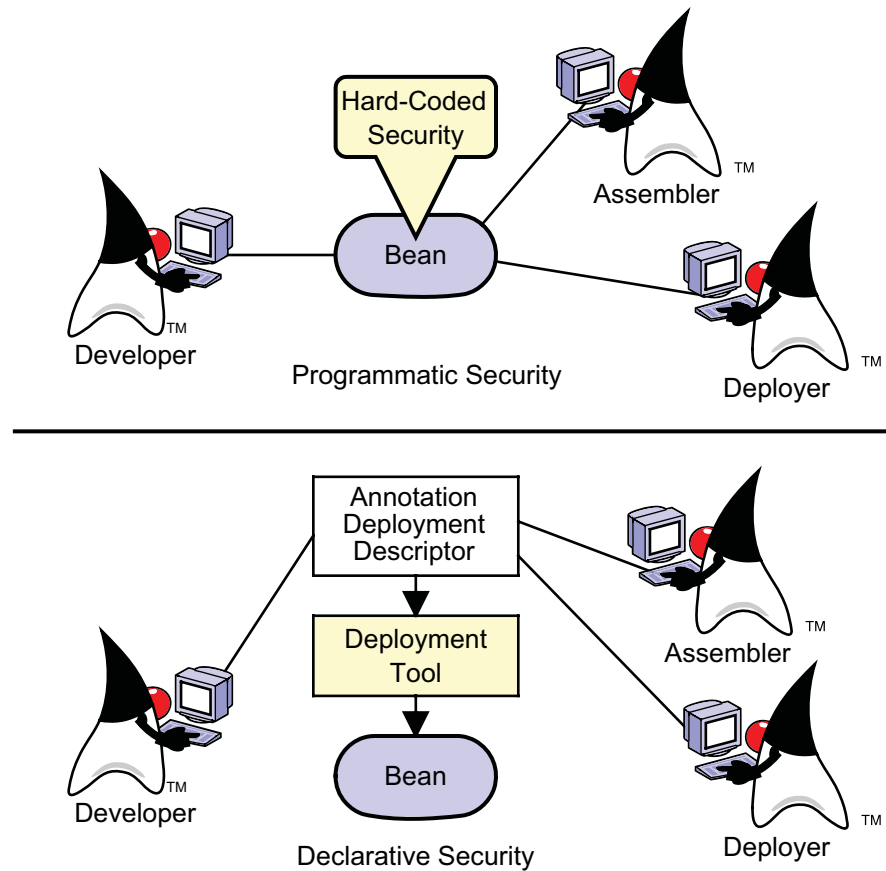 Hard-Coded
Security
TM
Assembler
Bean
TM
Developer
TM
Deployer
Programmatic Security
Annotation
Deployment
Descriptor
TM
Assembler
Deployment
Tool
Bean
TM
Developer
TM
Deployer
Declarative Security